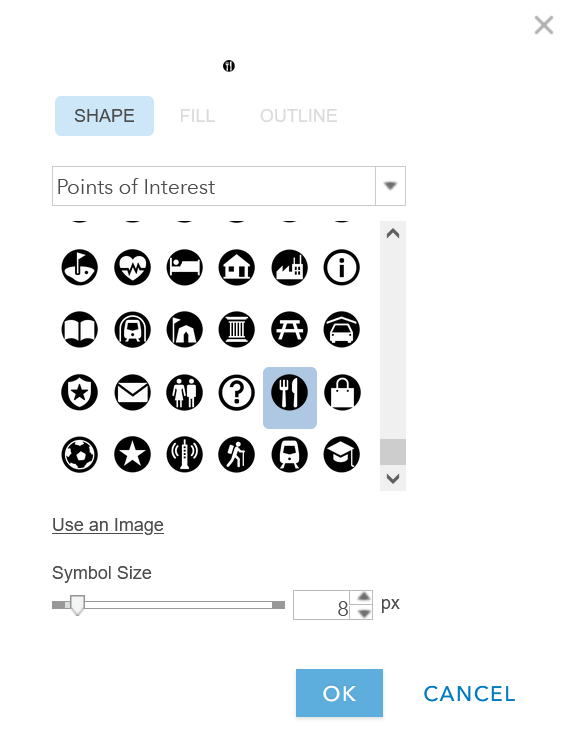 SHAPE FILL OUTLINE
Points of Interest
Use an Image
Symbol Size
8 px
OK CANCEL